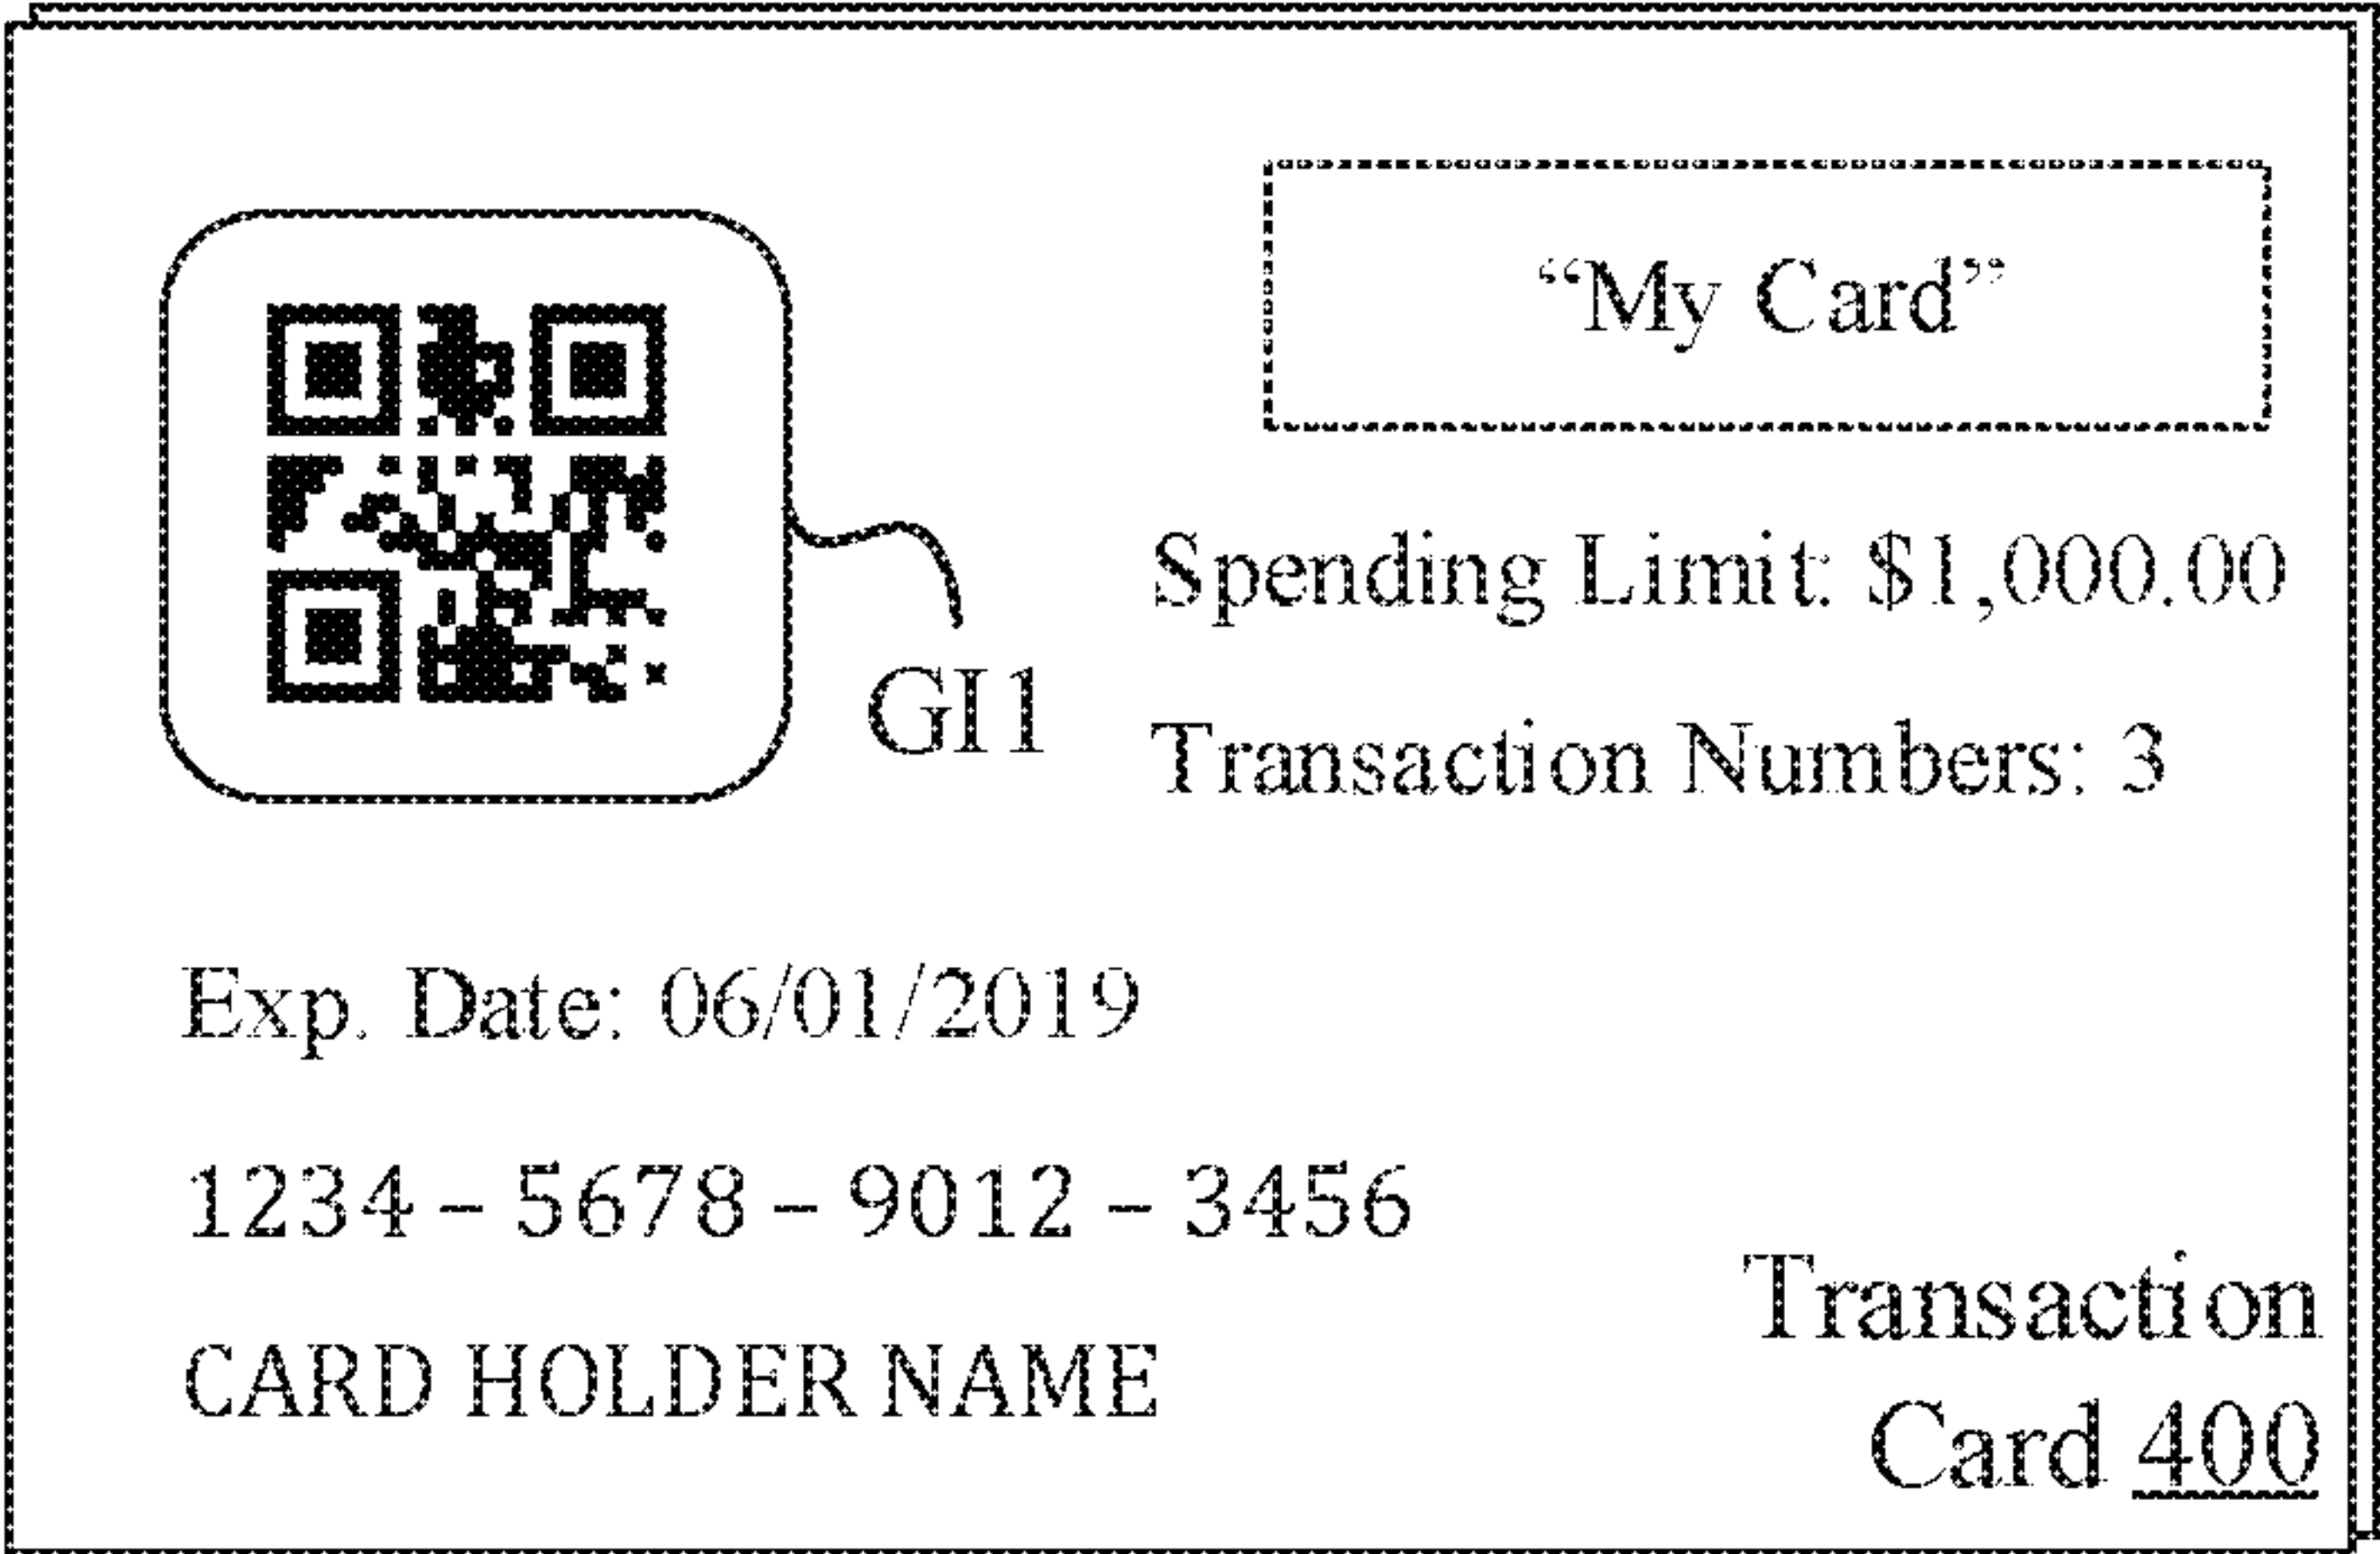 “My Card”
Spending Limit: $1,000.00
GI1
Transaction Numbers: 3
Exp. Date: 06/01/2019
1234 – 5678 – 9012 – 3456
CARD HOLDER NAME
Transaction
Card 400